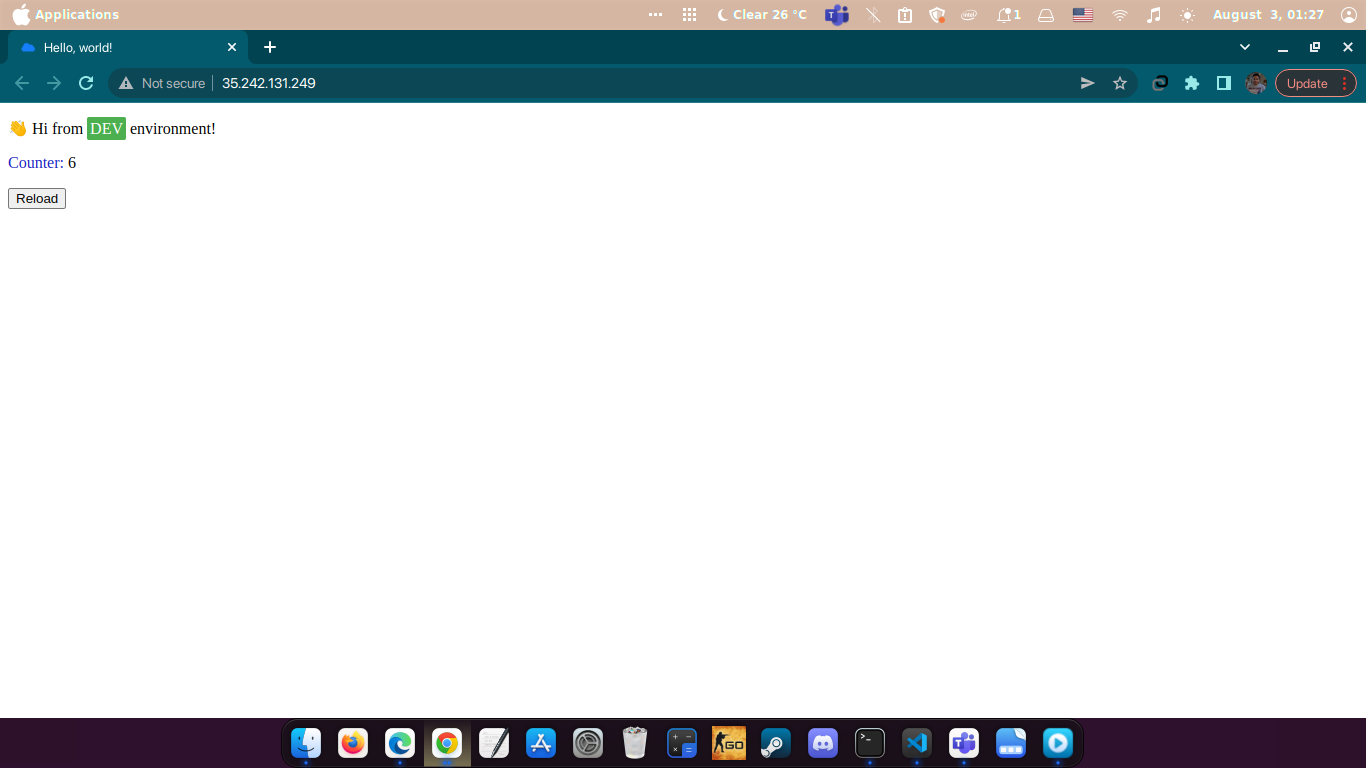 Applications
Clear 26 °C
1
August 3, 01:27
Hello, world!
Not secure
35.242.131.249
Update
👋 Hi from DEV environment!
Counter: 6
Reload
GO